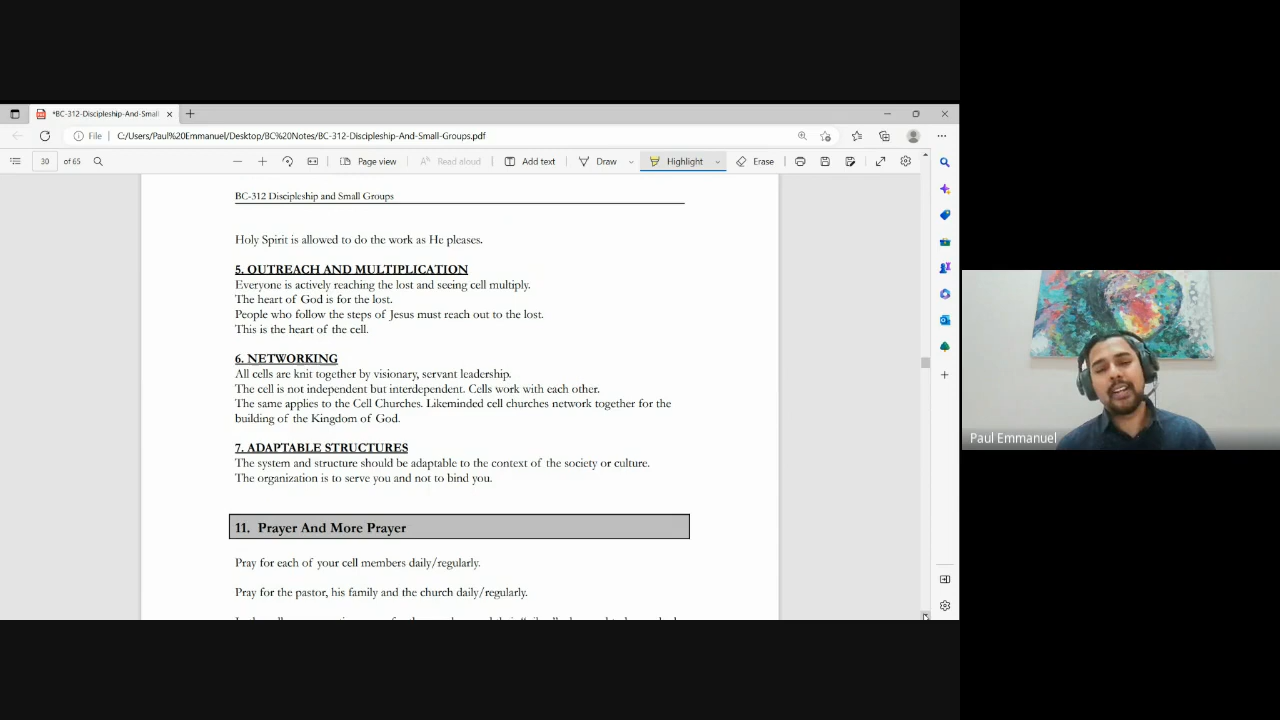 *BC-312-Discipleship-And-Small
File
C:/Users/Paul%20Emmanuel/Desktop/BC%20Notes/BC-312-Discipleship-And-Small-Groups.pdf
30 of 65
Page view
Read aloud
Add text
Draw
Highlight
Erase
BC-312 Discipleship and Small Groups
Holy Spirit is allowed to do the work as He pleases.
5. OUTREACH AND MULTIPLICATION
Everyone is actively reaching the lost and seeing cell multiply.
The heart of God is for the lost.
People who follow the steps of Jesus must reach out to the lost.
This is the heart of the cell.
6. NETWORKING
All cells are knit together by visionary, servant leadership.
The cell is not independent but interdependent. Cells work with each other.
The same applies to the Cell Churches. Likeminded cell churches network together for the
building of the Kingdom of God.
7. ADAPTABLE STRUCTURES
The system and structure should be adaptable to the context of the society or culture.
The organization is to serve you and not to bind you.
11. Prayer And More Prayer
Pray for each of your cell members daily/regularly.
Pray for the pastor, his family and the church daily/regularly.
Paul Emmanuel